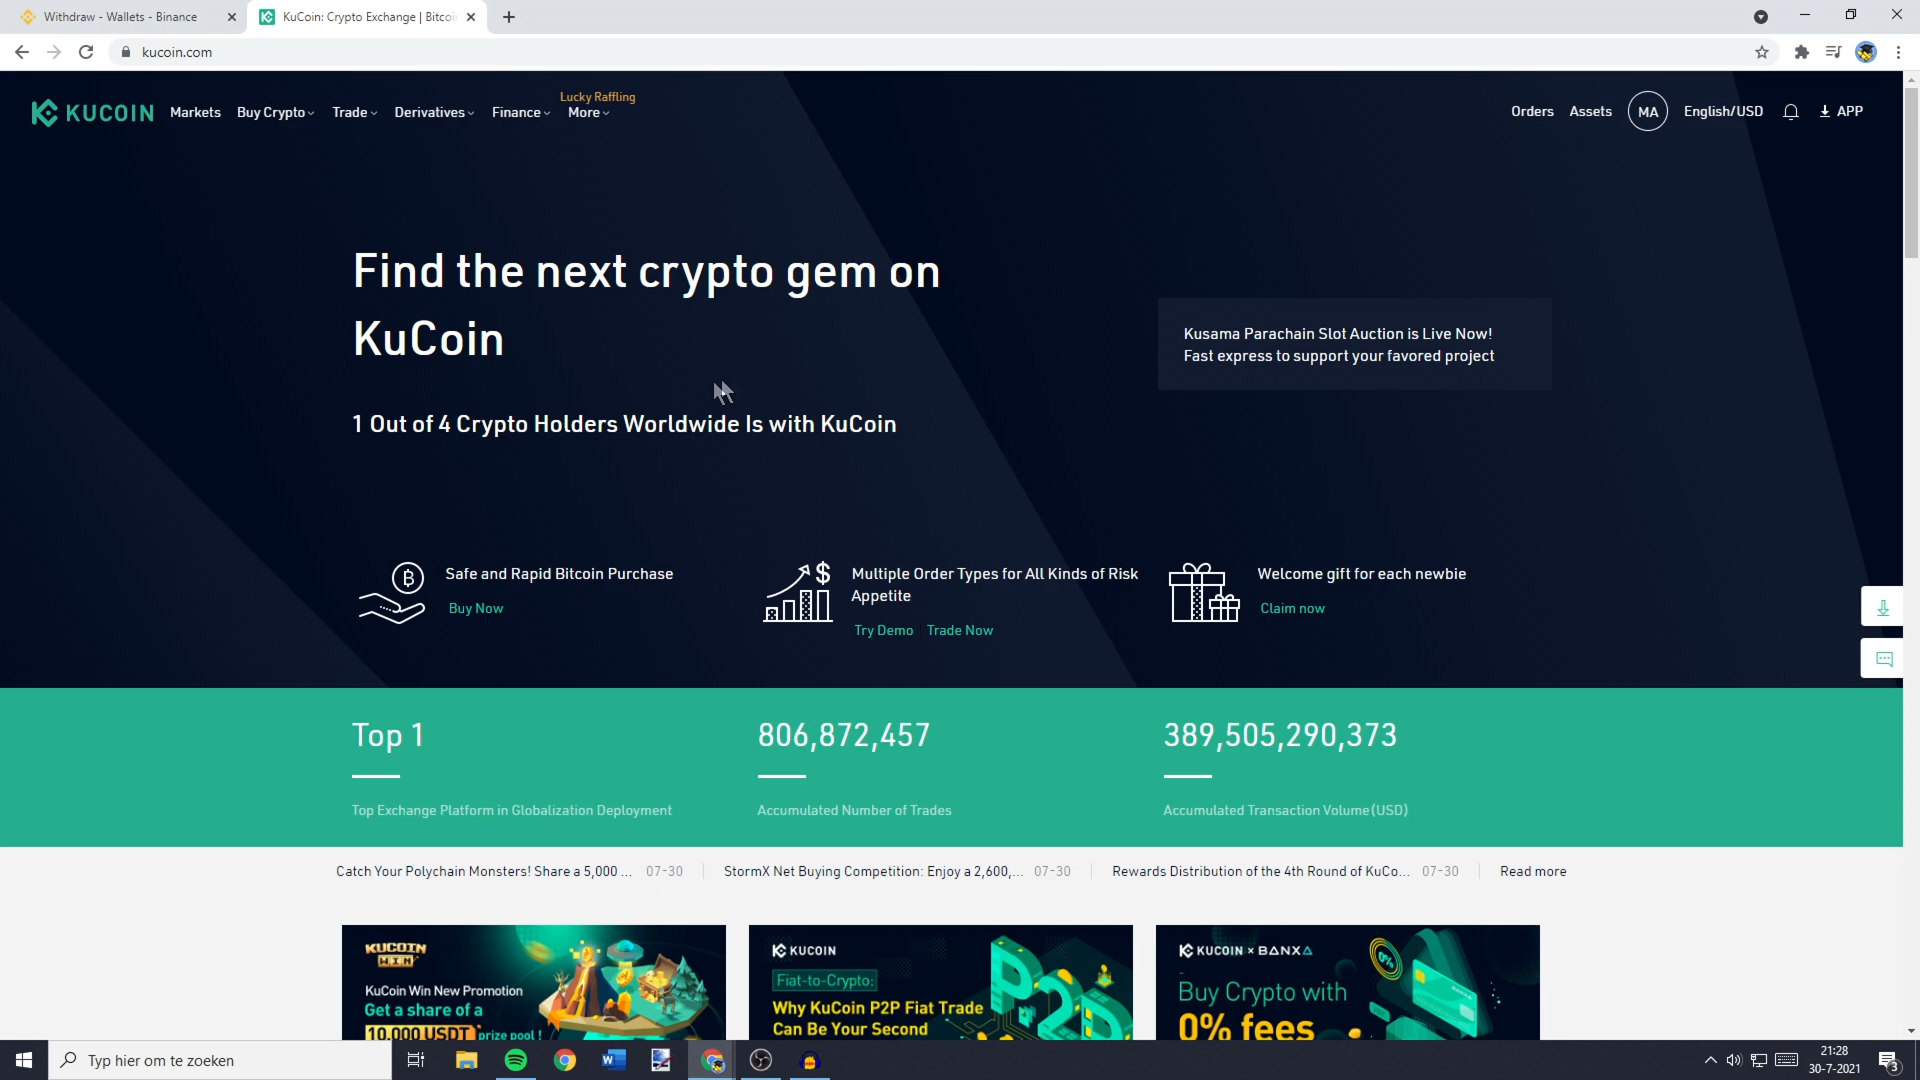 Withdraw - Wallets - Binance
KuCoin: Crypto Exchange | Bitcoi
kucoin.com
KUCOIN
Markets
Buy Crypto
Trade
Derivatives
Finance
Lucky Raffling
More
Orders
Assets
MA
English/USD
APP
Find the next crypto gem on
KuCoin
Kusama Parachain Slot Auction is Live Now!
Fast express to support your favored project
1 Out of 4 Crypto Holders Worldwide Is with KuCoin
Safe and Rapid Bitcoin Purchase
Buy Now
Multiple Order Types for All Kinds of Risk
Appetite
Try Demo
Trade Now
Welcome gift for each newbie
Claim now
Top 1
Top Exchange Platform in Globalization Deployment
806,872,457
Accumulated Number of Trades
389,505,290,373
Accumulated Transaction Volume(USD)
Catch Your Polychain Monsters! Share a 5,000 ... 07-30
StormX Net Buying Competition: Enjoy a 2,600,... 07-30
Rewards Distribution of the 4th Round of KuCo... 07-30
Read more
KUCOIN
WIN
KuCoin Win New Promotion
Get a share of a
10,000 USDT prize pool !
KUCOIN
Fiat-to-Crypto:
Why KuCoin P2P Fiat Trade
Can Be Your Second
P2P
KUCOIN × BANXA
Buy Crypto with
0% fees
0%
Typ hier om te zoeken
21:28
30-7-2021
3